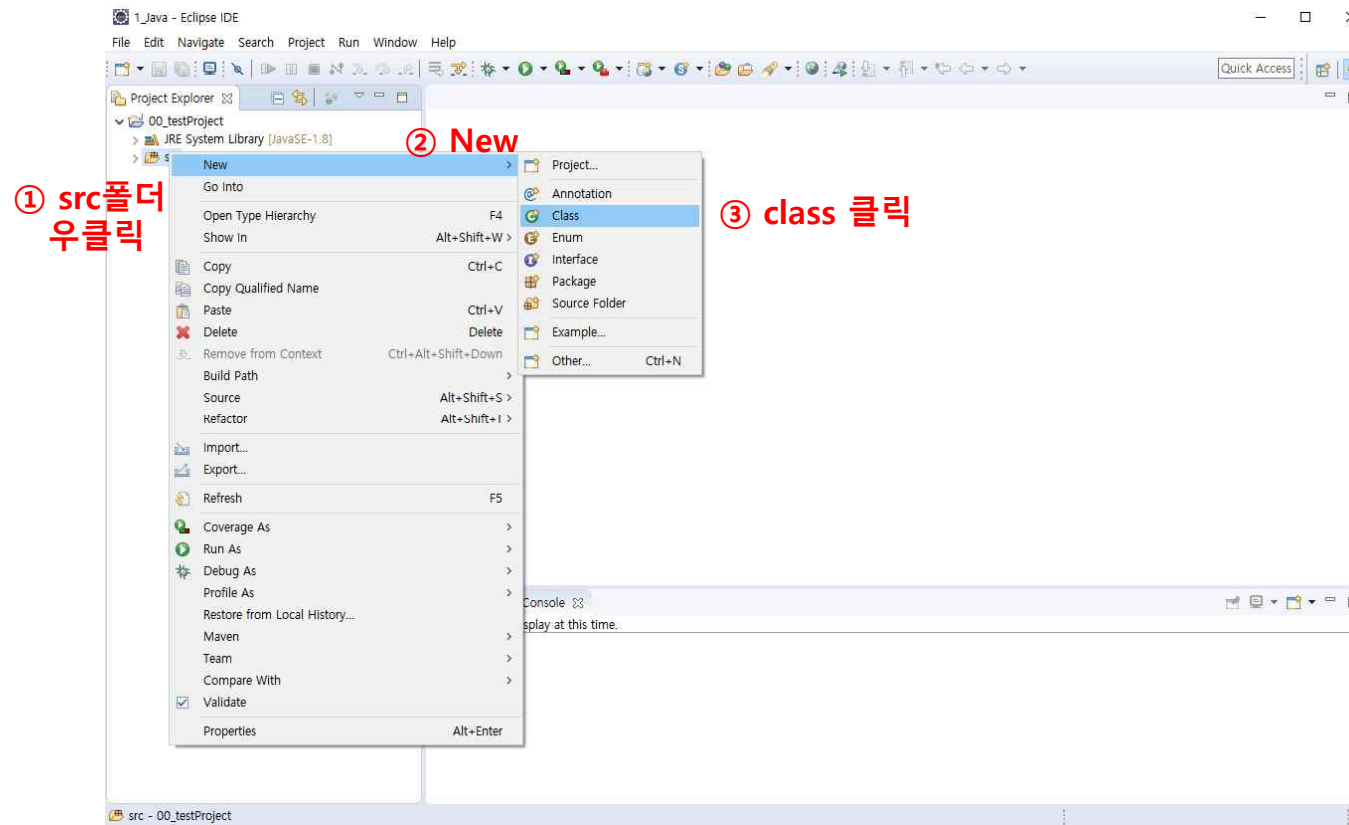 1_Java - Eclipse IDE
File Edit Navigate Search Project Run Window Help
Quick Access
Project Explorer
00_testProject
JRE System Library [JavaSE-1.8]
s
① src폴더
우클릭
② New
③ class 클릭
New
Go Into
Open Type Hierarchy F4
Show In Alt+Shift+W >
Copy Ctrl+C
Copy Qualified Name
Paste Ctrl+V
Delete Delete
Remove from Context Ctrl+Alt+Shift+Down
Build Path
Source Alt+Shift+S >
Refactor Alt+Shift+T >
Import...
Export...
Refresh F5
Coverage As
Run As
Debug As
Profile As
Restore from Local History...
Maven
Team
Compare With
Validate
Properties Alt+Enter
Project...
Annotation
Class
Enum
Interface
Package
Source Folder
Example...
Other... Ctrl+N
Console
splay at this time.
src - 00_testProject